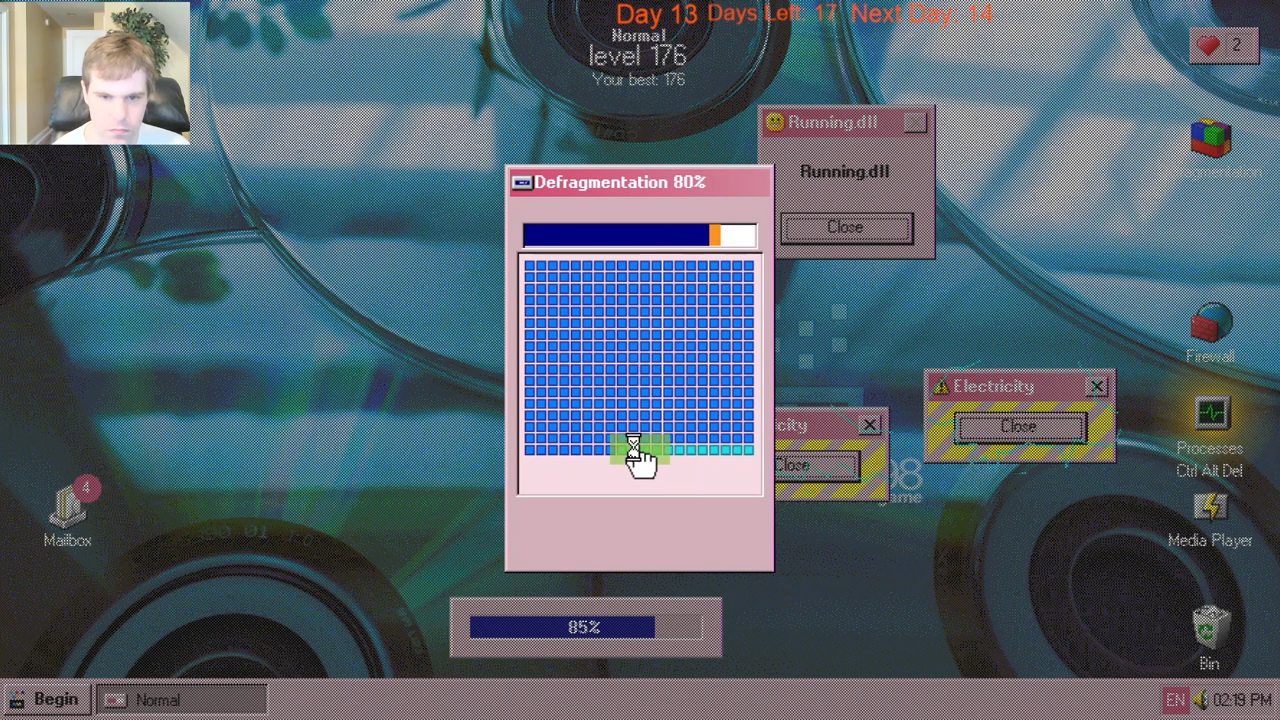 Day 13 Days Left: 17 Next Day: 14
Normal
level 176
Your best: 176
2
Running.dll
Running.dll
Close
Defragmentation 80%
Firewall
Electricity
Close
city
Close
Processes
Ctrl Alt Del
98
game
4
Mailbox
Media Player
85%
Bin
Begin
Normal
EN
02:19 PM